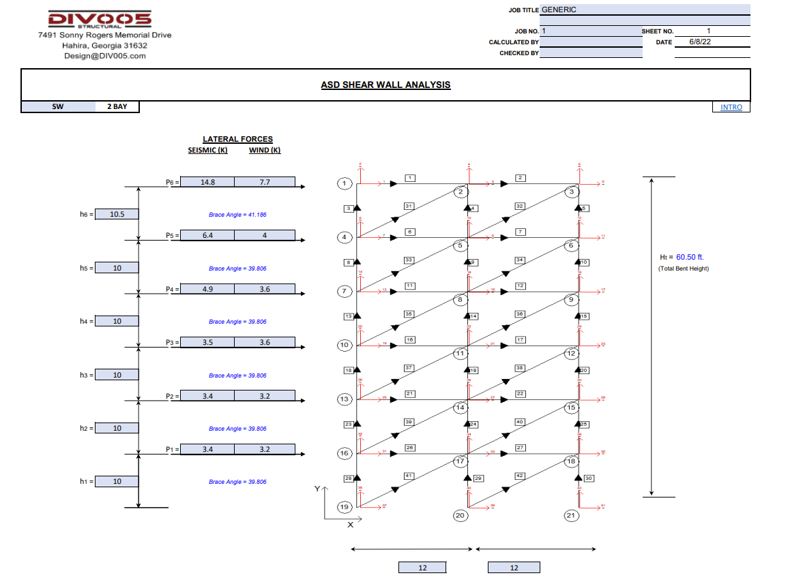 DIV005
STRUCTURAL
7491 Sonny Rogers Memorial Drive
Hahira, Georgia 31632
Design@DIV005.com
JOB TITLE GENERIC
JOB NO. 1 SHEET NO. 1
CALCULATED BY DATE 6/8/22
CHECKED BY
ASD SHEAR WALL ANALYSIS
SW 2 BAY INTRO
LATERAL FORCES
SEISMIC (K) WIND (K)
P6 = 14.8 7.7
h6 = 10.5 Brace Angle = 41.186
P5 = 6.4 4
h5 = 10 Brace Angle = 39.806
P4 = 4.9 3.6
h4 = 10 Brace Angle = 39.806
P3 = 3.5 3.6
h3 = 10 Brace Angle = 39.806
P2 = 3.4 3.2
h2 = 10 Brace Angle = 39.806
P1 = 3.4 3.2
h1 = 10 Brace Angle = 39.806
1 2
1 2 3
3 31 4 32 5
4 6 5 7 6
8 33 9 34 10
7 11 8 12 9
13 35 14 36 15
10 16 11 17 12
18 37 19 38 20
13 21 14 22 15
23 39 24 40 25
16 26 17 27 18
28 41 29 42 30
19 20 21
Y
X
Ht = 60.50 ft.
(Total Bent Height)
12 12